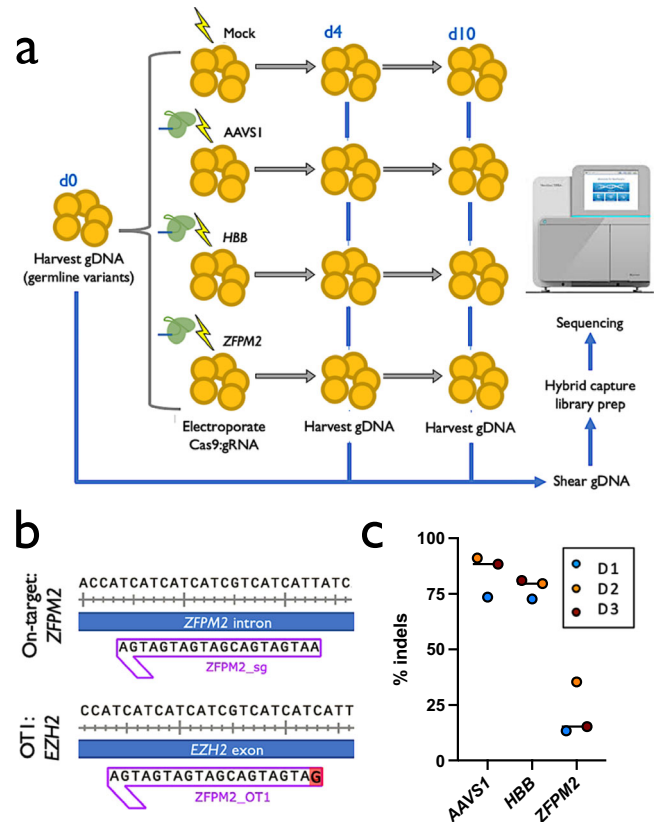 a
Mock
d4
d10
AAVS1
d0
HBB
Harvest gDNA
(germline variants)
ZFPM2
Sequencing
Hybrid capture
library prep
Electroporate
Cas9:gRNA
Harvest gDNA
Harvest gDNA
Shear gDNA
b
On-target:
ZFPM2
ACCATCATCATCATCGTCATCATTATC
ZFPM2 intron
AGTAGTAGTAGCAGTAGTAA
ZFPM2_sg
OT1:
EZH2
CCATCATCATCATCGTCATCATCATT
EZH2 exon
AGTAGTAGTAGCAGTAGTAG
ZFPM2_OT1
c
% indels
100
75
50
25
0
D1
D2
D3
AAVS1
HBB
ZFPM2